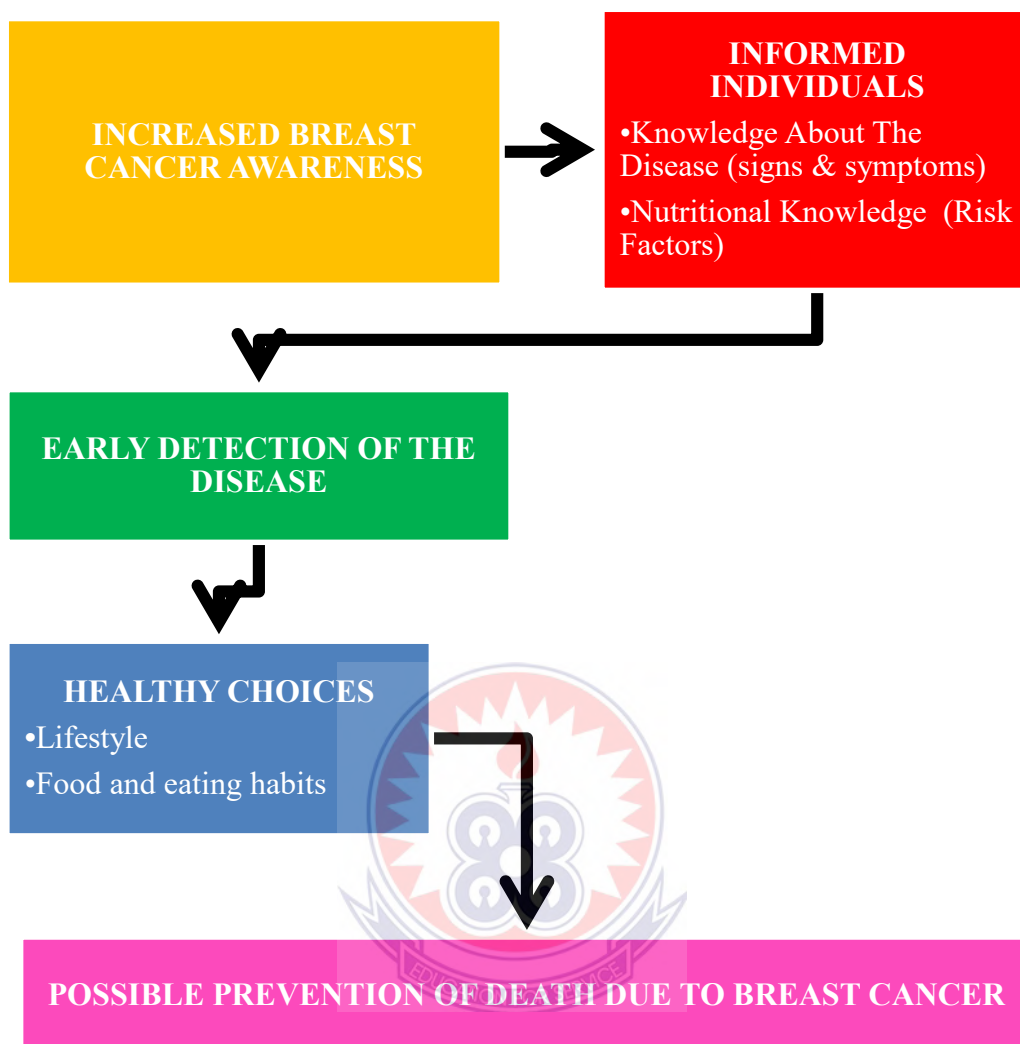 INCREASED BREAST
CANCER AWARENESS
INFORMED
INDIVIDUALS
•Knowledge About The
Disease (signs & symptoms)
•Nutritional Knowledge (Risk
Factors)
EARLY DETECTION OF THE
DISEASE
HEALTHY CHOICES
•Lifestyle
•Food and eating habits
POSSIBLE PREVENTION OF DEATH DUE TO BREAST CANCER